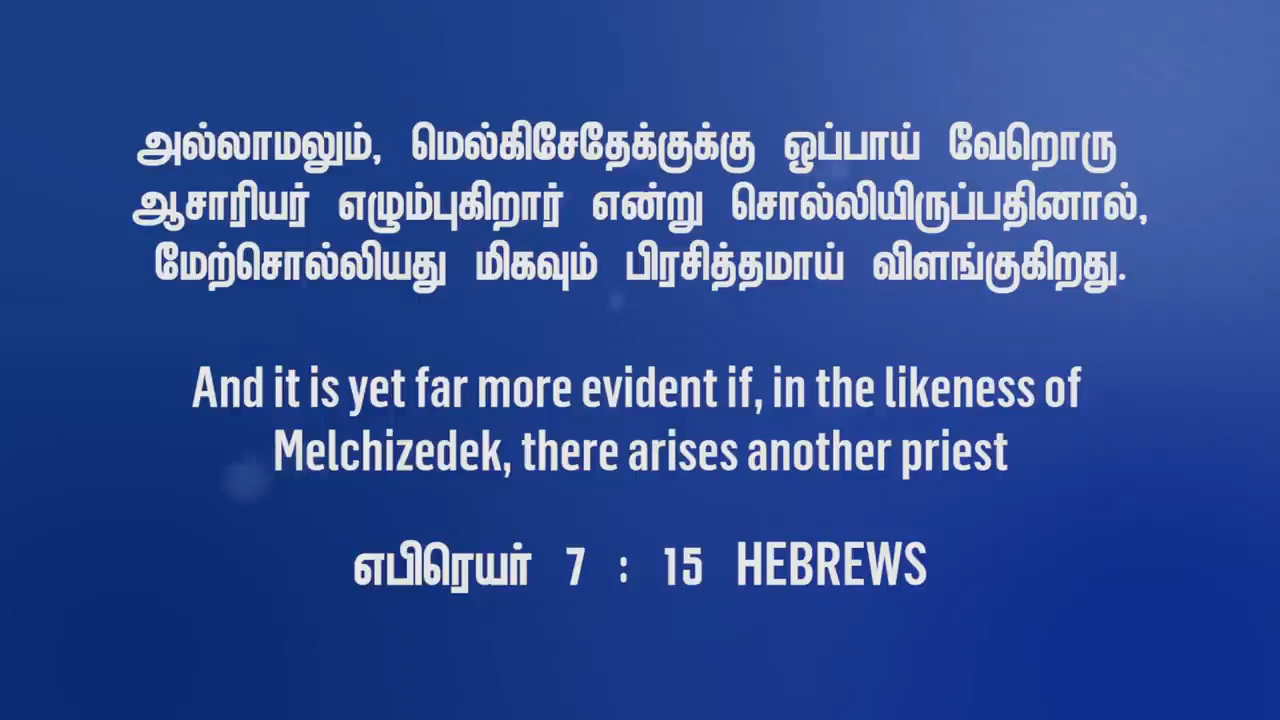 அல்லாமலும், மெல்கிசேதேக்குக்கு ஒப்பாய் வேறொரு
ஆசாரியர் எழும்புகிறார் என்று சொல்லியிருப்பதினால்,
மேற்சொல்லியது மிகவும் பிரசித்தமாய் விளங்குகிறது.
And it is yet far more evident if, in the likeness of
Melchizedek, there arises another priest
எபிரெயர் 7 : 15 HEBREWS